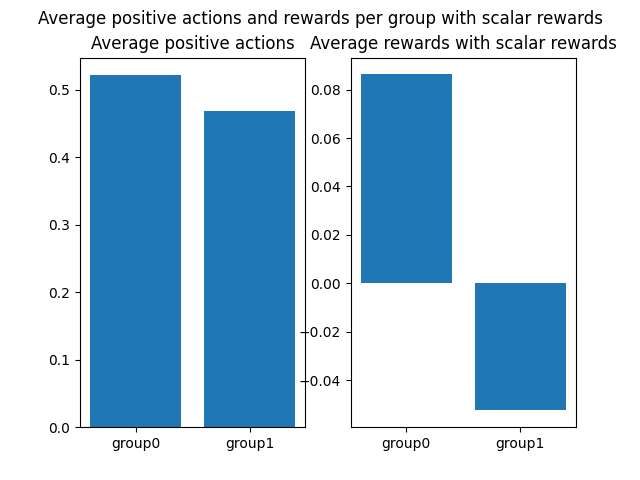 Average positive actions and rewards per group with scalar rewards
Average positive actions
0.5
0.4
0.3
0.2
0.1
0.0
group0 group1
Average rewards with scalar rewards
0.08
0.06
0.04
0.02
0.00
−0.02
−0.04
group0 group1